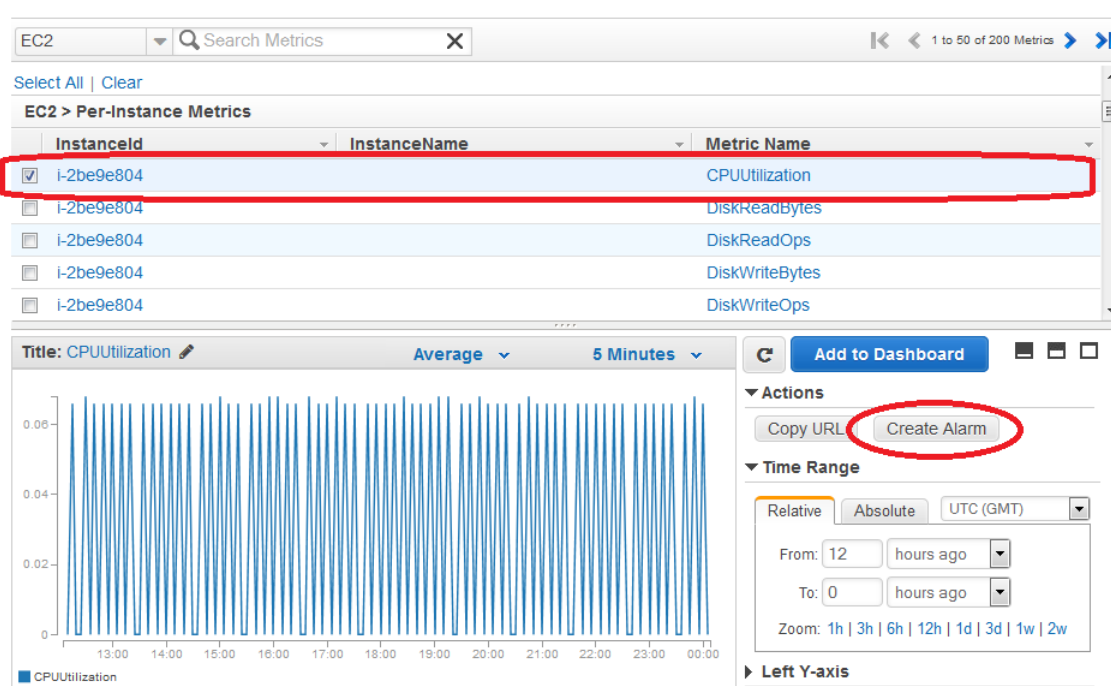 EC2 Search Metrics 1 to 50 of 200 Metrics
Select All | Clear
EC2 > Per-Instance Metrics
InstanceId InstanceName Metric Name
i-2be9e804 CPUUtilization
i-2be9e804 DiskReadBytes
i-2be9e804 DiskReadOps
i-2be9e804 DiskWriteBytes
i-2be9e804 DiskWriteOps
Title: CPUUtilization Average 5 Minutes
Add to Dashboard
Actions
Copy URL Create Alarm
Time Range
Relative Absolute UTC (GMT)
From: 12 hours ago
To: 0 hours ago
Zoom: 1h | 3h | 6h | 12h | 1d | 3d | 1w | 2w
Left Y-axis
0.06
0.04
0.02
0
13:00 14:00 15:00 16:00 17:00 18:00 19:00 20:00 21:00 22:00 23:00 00:00
CPUUtilization